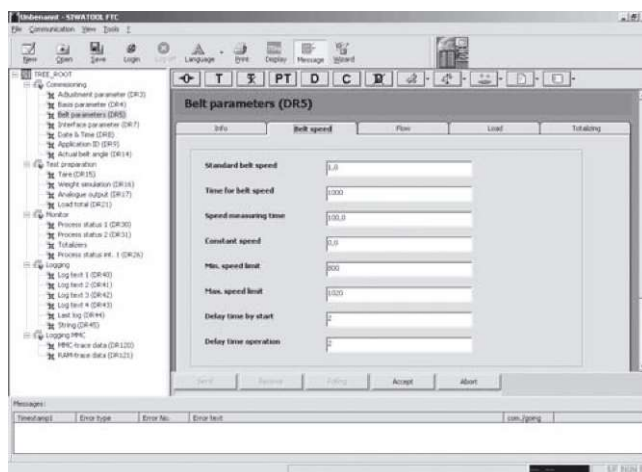 Unbenannt - SIWATOOL FTC
File Communication View Tools ?
New Open Save Login Log off Language Print Display Message Wizard
T PT D C
TREE_ROOT
Commissioning
Adjustment parameter (DR3)
Basis parameter (DR4)
Belt parameters (DR5)
Interface parameter (DR7)
Date & Time (DR8)
Application ID (DR9)
Actual belt angle (DR14)
Test preparation
Tare (DR15)
Weight simulation (DR16)
Analogue output (DR17)
Load total (DR21)
Monitor
Process status 1 (DR30)
Process status 2 (DR31)
Totalizers
Process status int. 1 (DR26)
Logging
Log text 1 (DR40)
Log text 2 (DR41)
Log text 3 (DR42)
Log text 4 (DR43)
Last log (DR44)
String (DR45)
Logging MMC
MMC-trace data (DR120)
RAM-trace data (DR121)
Belt parameters (DR5)
Info Belt speed Flow Load Totalizing
Standard belt speed 1,0
Time for belt speed 1000
Speed measuring time 100,0
Constant speed 0,0
Min. speed limit 800
Max. speed limit 1020
Delay time by start 2
Delay time operation 2
Send Receive Accept Abort
Messages:
Timestamp1 Error type Error No. Error text com./going